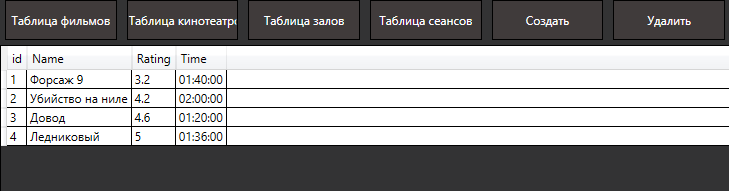 Таблица фильмов Таблица кинотеатро Таблица залов Таблица сеансов Создать Удалить
id Name Rating Time
1 Форсаж 9 3.2 01:40:00
2 Убийство на ниле 4.2 02:00:00
3 Довод 4.6 01:20:00
4 Ледниковый 5 01:36:00